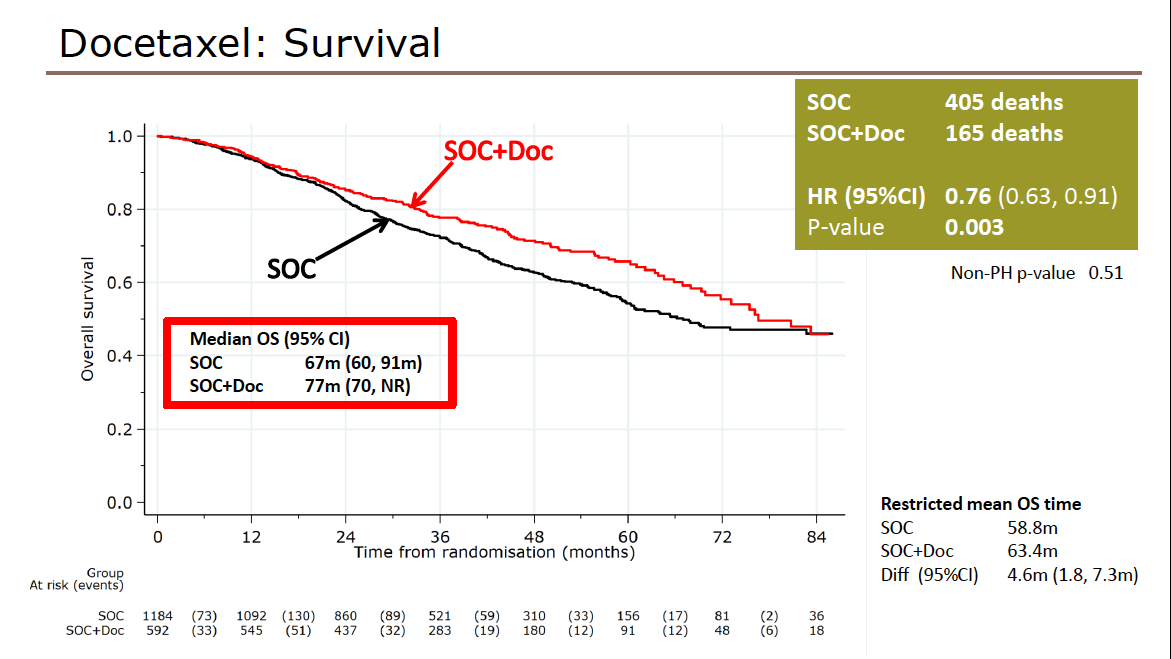 Docetaxel: Survival
SOC 405 deaths
SOC+Doc 165 deaths
HR (95%CI) 0.76 (0.63, 0.91)
P-value 0.003
Non-PH p-value 0.51
SOC+Doc
SOC
Overall survival
1.0
0.8
0.6
0.4
0.2
0.0
Median OS (95% CI)
SOC 67m (60, 91m)
SOC+Doc 77m (70, NR)
0 12 24 36 48 60 72 84
Time from randomisation (months)
Restricted mean OS time
SOC 58.8m
SOC+Doc 63.4m
Diff (95%CI) 4.6m (1.8, 7.3m)
Group
At risk (events)
SOC 1184 (73) 1092 (130) 860 (89) 521 (59) 310 (33) 156 (17) 81 (2) 36
SOC+Doc 592 (33) 545 (51) 437 (32) 283 (19) 180 (12) 91 (12) 48 (6) 18